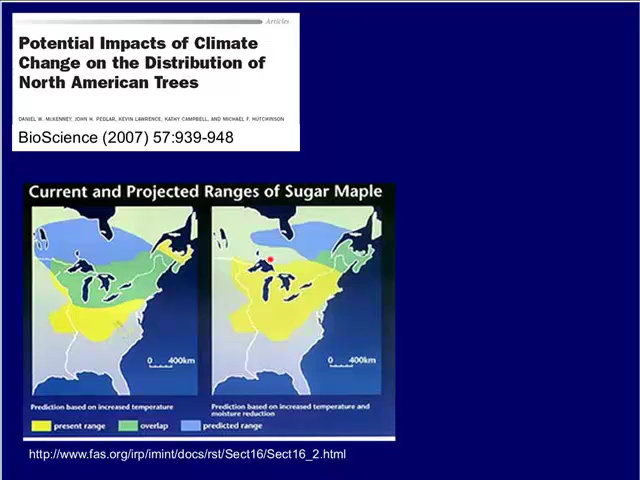 Articles
Potential Impacts of Climate
Change on the Distribution of
North American Trees
DANIEL W. MCKENNEY, JOHN H. PEDLAR, KEVIN LAWRENCE, KATHY CAMPBELL, AND MICHAEL F. HUTCHINSON
BioScience (2007) 57:939-948
Current and Projected Ranges of Sugar Maple
0 400km
0 400km
Prediction based on increased temperature
Prediction based on increased temperature and
moisture reduction
present range
overlap
predicted range
http://www.fas.org/irp/imint/docs/rst/Sect16/Sect16_2.html